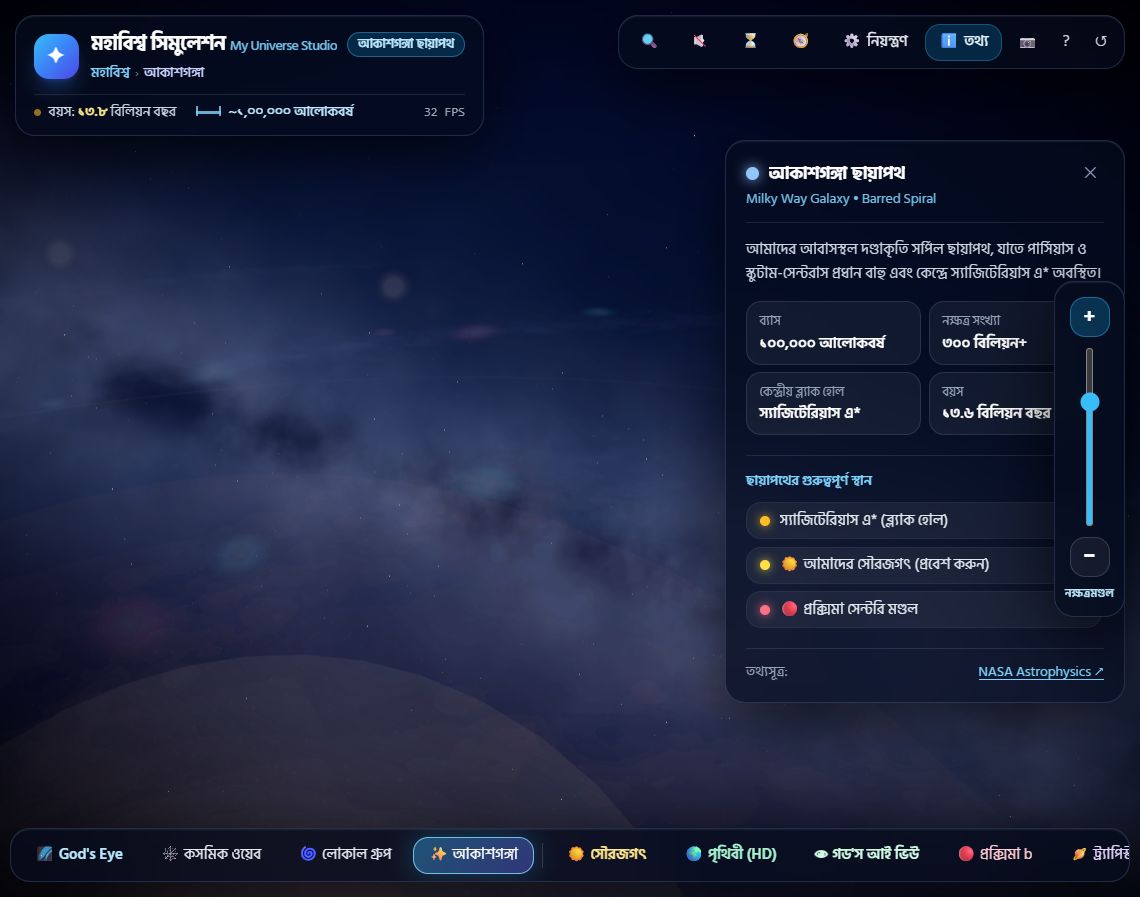 মহাবিশ্ব সিমুলেশন My Universe Studio আকাশগঙ্গা ছায়াপথ
মহাবিশ্ব › আকাশগঙ্গা
বয়স: ১৩.৮ বিলিয়ন বছর ~১,০০,০০০ আলোকবর্ষ 32 FPS
নিয়ন্ত্রণ তথ্য ?
আকাশগঙ্গা ছায়াপথ
Milky Way Galaxy • Barred Spiral
আমাদের আবাসস্থল দণ্ডাকৃতি সর্পিল ছায়াপথ, যাতে পার্সিয়াস ও
স্কুটাম-সেন্টরাস প্রধান বাহু এবং কেন্দ্রে স্যাজিটেরিয়াস এ* অবস্থিত।
ব্যাস
১০০,০০০ আলোকবর্ষ
নক্ষত্র সংখ্যা
৩০০ বিলিয়ন+
কেন্দ্রীয় ব্ল্যাক হোল
স্যাজিটেরিয়াস এ*
বয়স
১৩.৬ বিলিয়ন বছর
ছায়াপথের গুরুত্বপূর্ণ স্থান
স্যাজিটেরিয়াস এ* (ব্ল্যাক হোল)
আমাদের সৌরজগৎ (প্রবেশ করুন)
প্রক্সিমা সেন্টরি মণ্ডল
তথ্যসূত্র: NASA Astrophysics ↗
+
−
নক্ষত্রমণ্ডল
God's Eye কসমিক ওয়েব লোকাল গ্রুপ আকাশগঙ্গা সৌরজগৎ পৃথিবী (HD) গড'স আই ভিউ প্রক্সিমা b